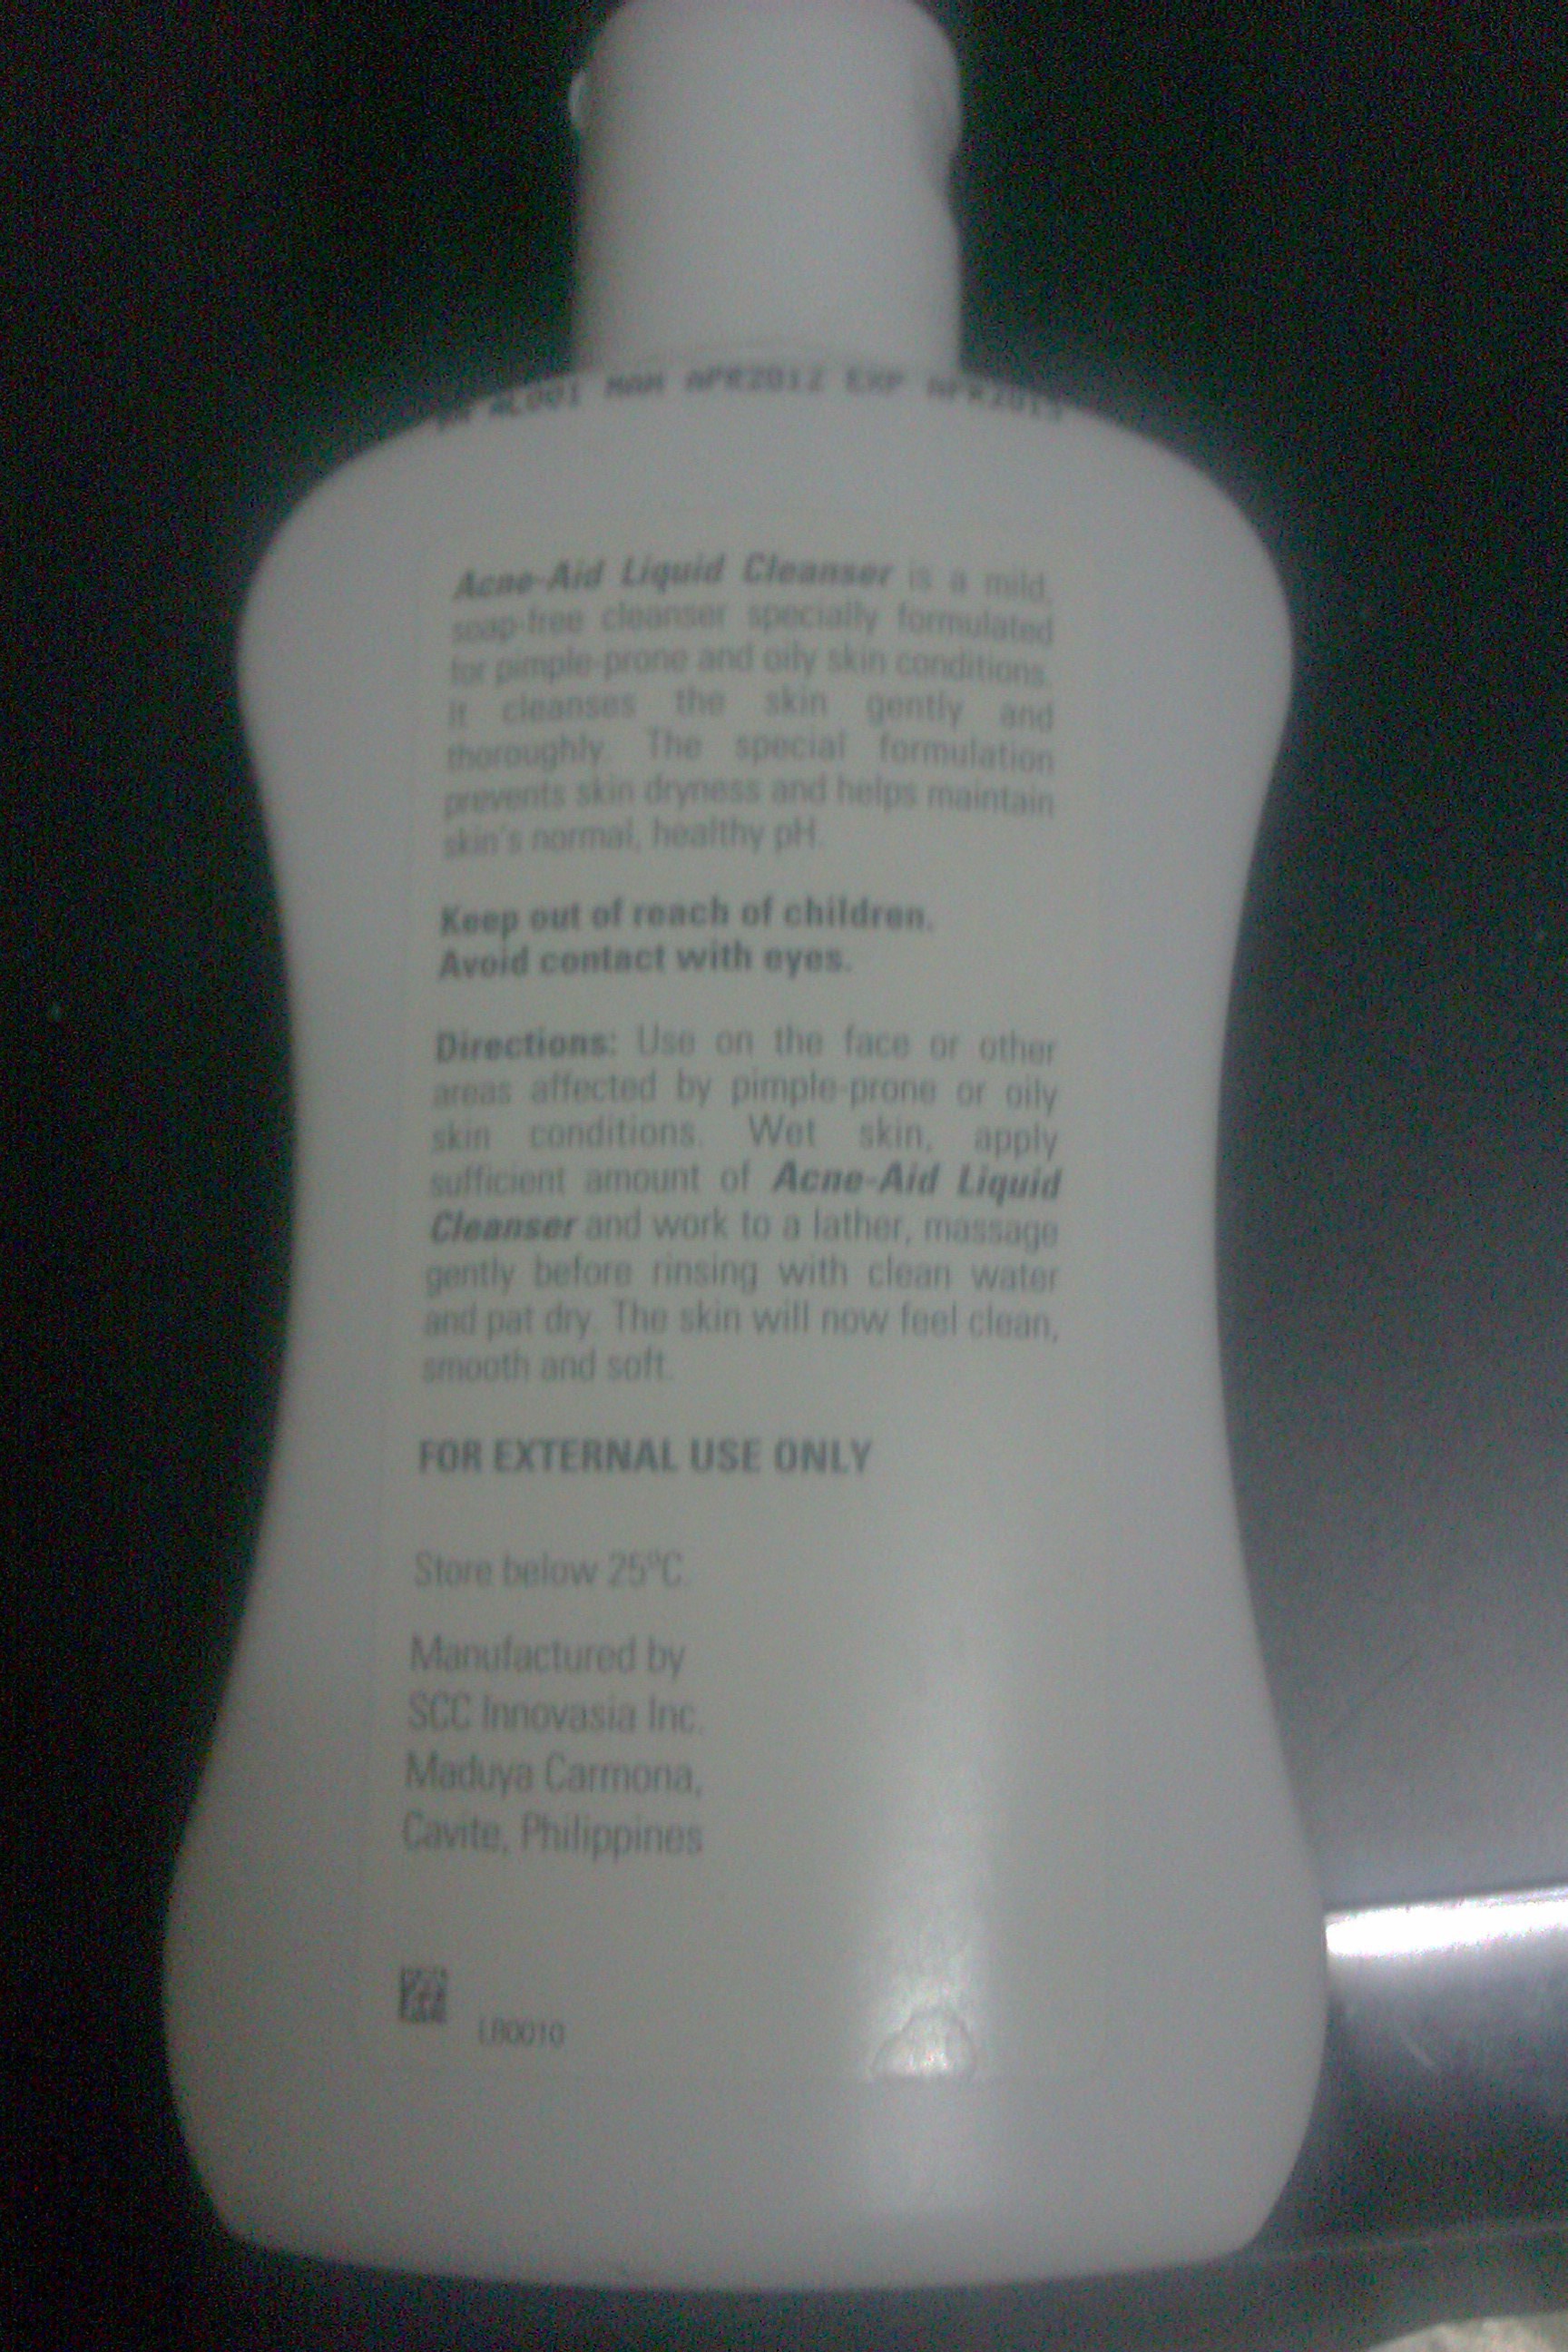 MAN APR2012 EXP
Acne-Aid Liquid Cleanser is a mild,
soap-free cleanser specially formulated
for pimple-prone and oily skin conditions.
It cleanses the skin gently and
thoroughly. The special formulation
prevents skin dryness and helps maintain
skin's normal, healthy pH.
Keep out of reach of children.
Avoid contact with eyes.
Directions: Use on the face or other
areas affected by pimple-prone or oily
skin conditions. Wet skin, apply
sufficient amount of Acne-Aid Liquid
Cleanser and work to a lather, massage
gently before rinsing with clean water
and pat dry. The skin will now feel clean,
smooth and soft.
FOR EXTERNAL USE ONLY
Store below 25ºC.
Manufactured by
SCC Innovasia Inc.
Maduya Carmona,
Cavite, Philippines